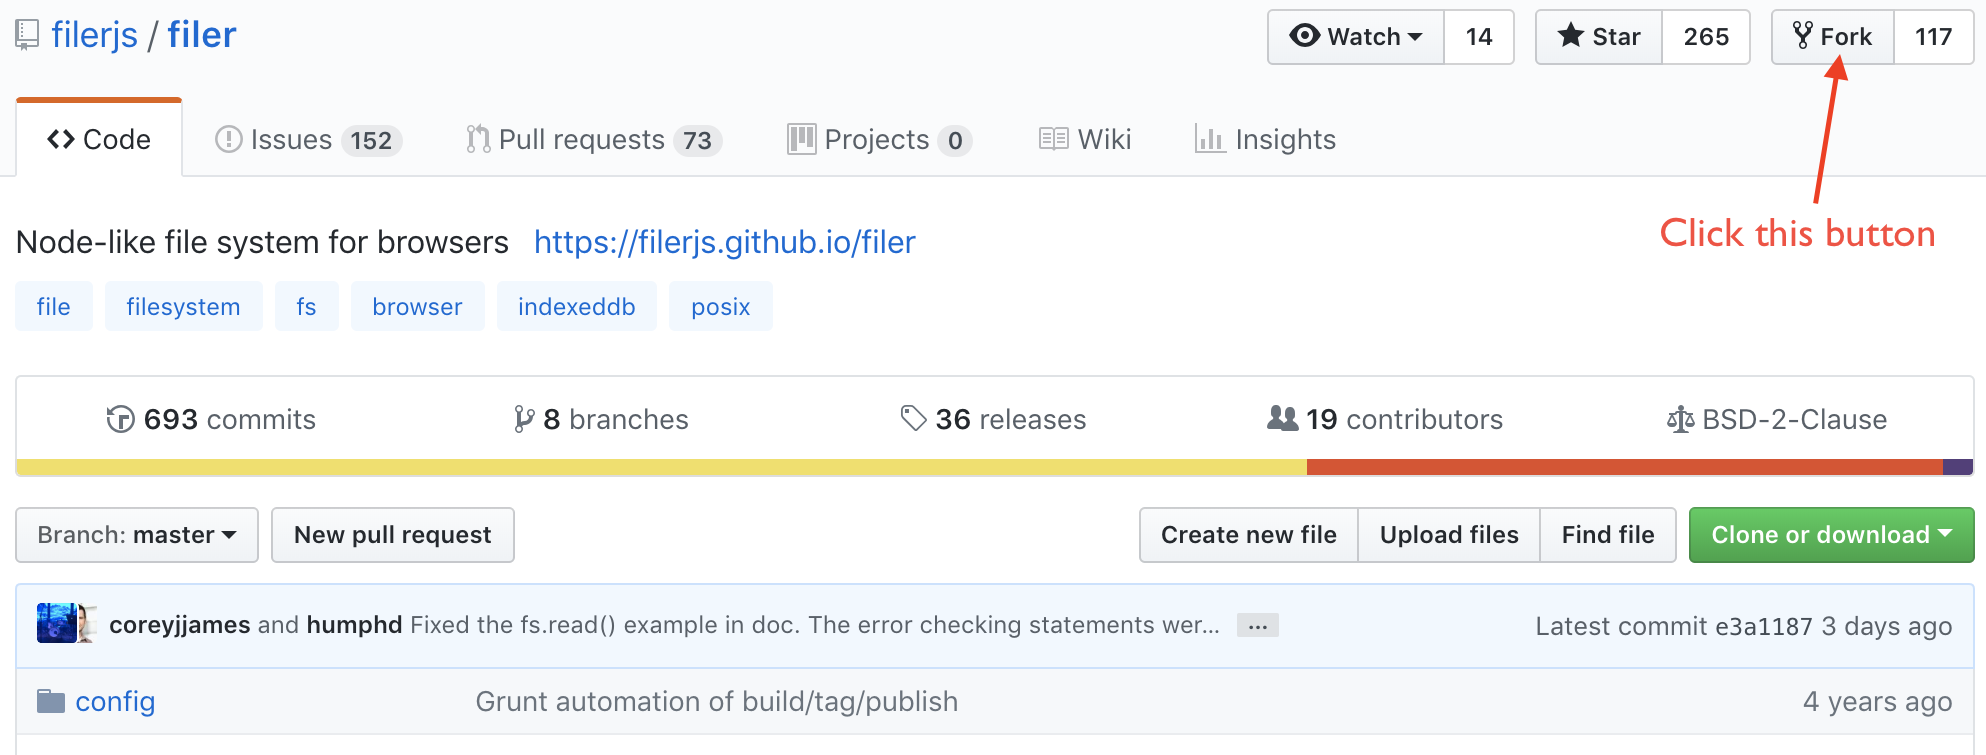 filerjs / filer
Watch 14 Star 265 Fork 117
Code Issues 152 Pull requests 73 Projects 0 Wiki Insights
Click this button
Node-like file system for browsers https://filerjs.github.io/filer
file filesystem fs browser indexeddb posix
693 commits 8 branches 36 releases 19 contributors BSD-2-Clause
Branch: master New pull request Create new file Upload files Find file Clone or download
coreyjjames and humphd Fixed the fs.read() example in doc. The error checking statements wer... ... Latest commit e3a1187 3 days ago
config Grunt automation of build/tag/publish 4 years ago